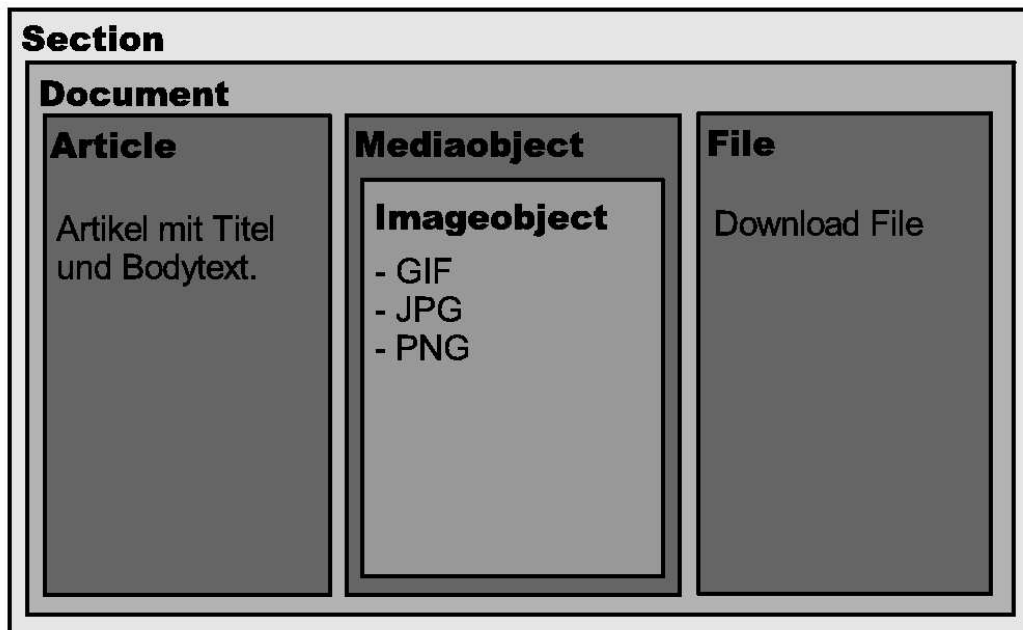 Section
Document
Article
Artikel mit Titel
und Bodytext.
Mediaobject
Imageobject
- GIF
- JPG
- PNG
File
Download File